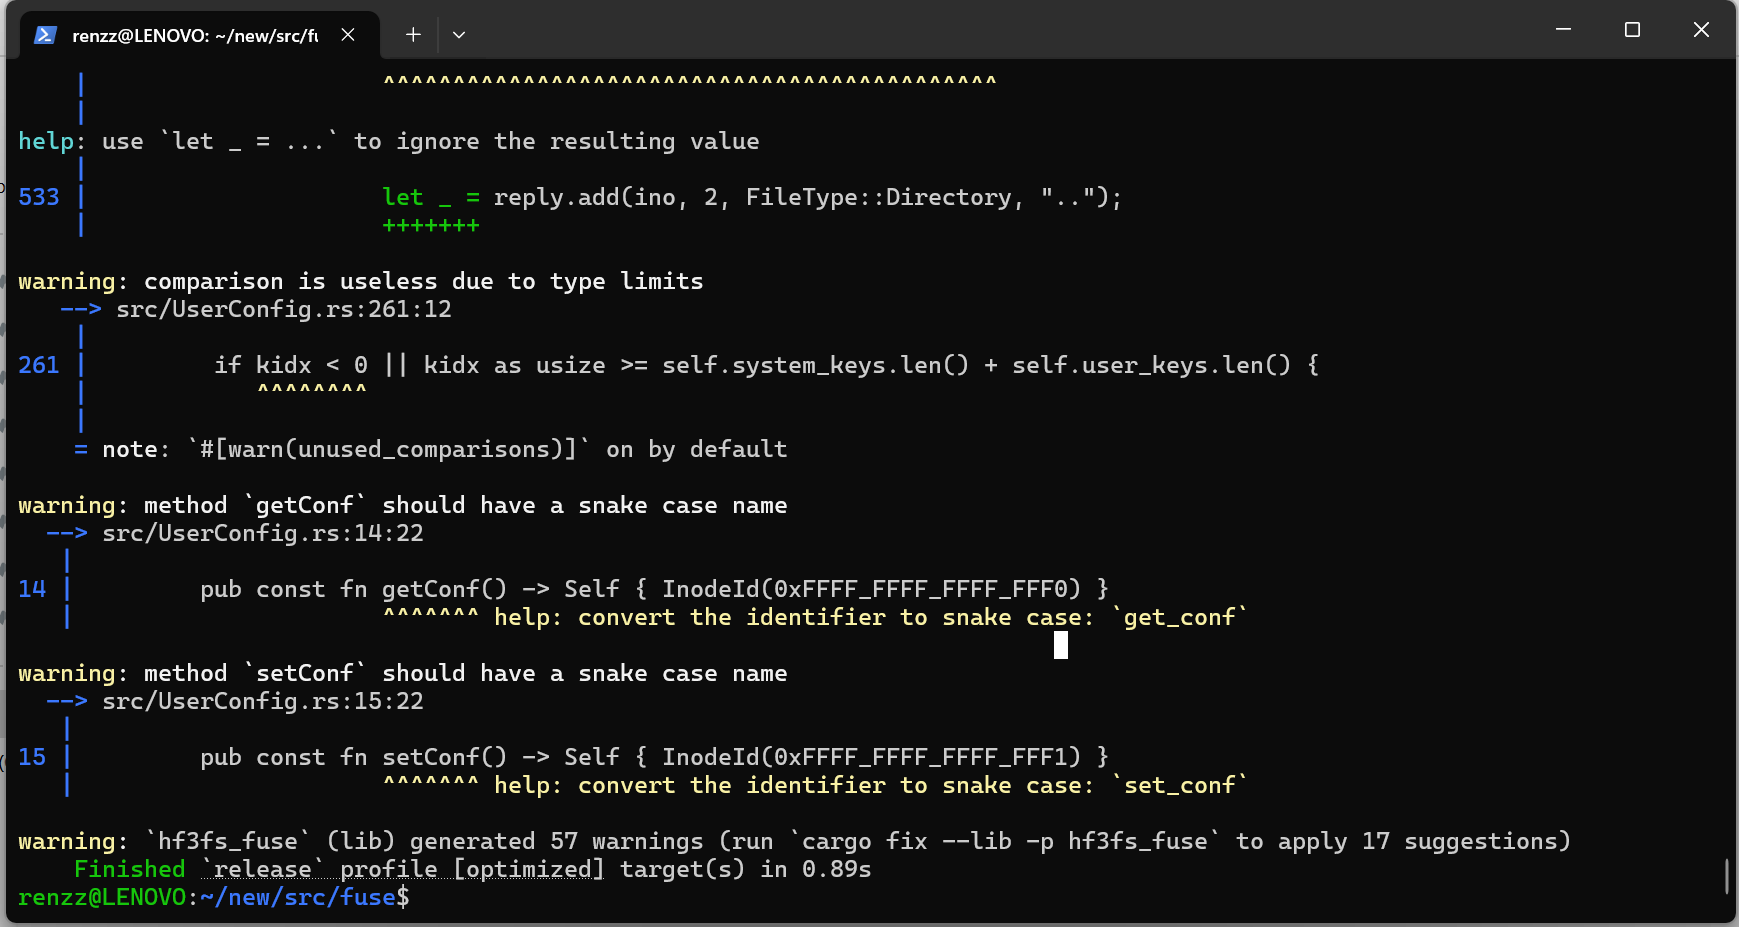 renzz@LENOVO: ~/new/src/fu
^^^^^^^^^^^^^^^^^^^^^^^^^^^^^^^^^^^^^^^^^^^^
help: use `let _ = ...` to ignore the resulting value
533 | let _ = reply.add(ino, 2, FileType::Directory, "..");
+++++++
warning: comparison is useless due to type limits
--> src/UserConfig.rs:261:12
261 | if kidx < 0 || kidx as usize >= self.system_keys.len() + self.user_keys.len() {
^^^^^^^^
= note: `#[warn(unused_comparisons)]` on by default
warning: method `getConf` should have a snake case name
--> src/UserConfig.rs:14:22
14 | pub const fn getConf() -> Self { InodeId(0xFFFF_FFFF_FFFF_FFF0) }
^^^^^^^ help: convert the identifier to snake case: `get_conf`
warning: method `setConf` should have a snake case name
--> src/UserConfig.rs:15:22
15 | pub const fn setConf() -> Self { InodeId(0xFFFF_FFFF_FFFF_FFF1) }
^^^^^^^ help: convert the identifier to snake case: `set_conf`
warning: `hf3fs_fuse` (lib) generated 57 warnings (run `cargo fix --lib -p hf3fs_fuse` to apply 17 suggestions)
Finished `release` profile [optimized] target(s) in 0.89s
renzz@LENOVO:~/new/src/fuse$